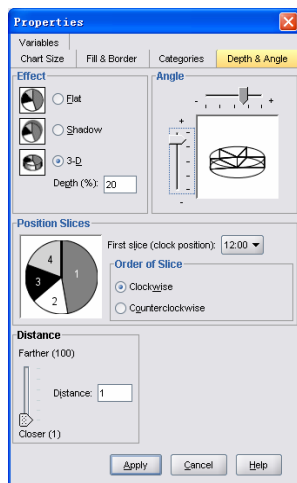 Properties
Variables
Chart Size
Fill & Border
Categories
Depth & Angle
Effect
Flat
Shadow
3-D
Depth (%): 20
Angle
- +
+
-
Position Slices
4
1
3
2
First slice (clock position): 12:00
Order of Slice
Clockwise
Counterclockwise
Distance
Farther (100)
Distance: 1
Closer (1)
Apply
Cancel
Help